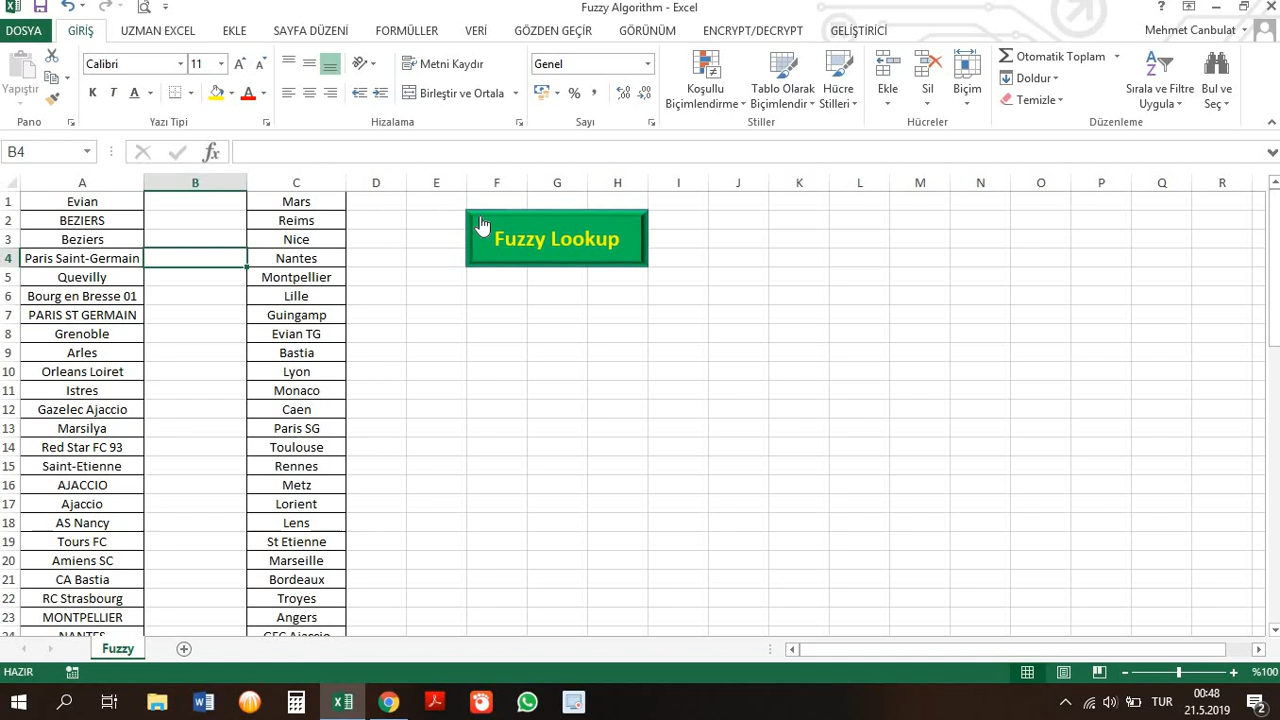 Fuzzy Algorithm - Excel
DOSYA GİRİŞ UZMAN EXCEL EKLE SAYFA DÜZENİ FORMÜLLER VERİ GÖZDEN GEÇİR GÖRÜNÜM ENCRYPT/DECRYPT GELİŞTİRİCİ Mehmet Canbulat
Yapıştır
Calibri 11
K T A A
Metni Kaydır
Birleştir ve Ortala
Genel
Koşullu Biçimlendirme
Tablo Olarak Biçimlendir
Hücre Stilleri
Ekle Sil Biçim
Otomatik Toplam
Doldur
Temizle
Sırala ve Filtre Uygula
Bul ve Seç
Pano Yazı Tipi Hizalama Sayı Stiller Hücreler Düzenleme
B4 fx
A B C D E F G H I J K L M N O P Q R
1 Evian Mars
2 BEZIERS Reims
3 Beziers Nice
4 Paris Saint-Germain Nantes
5 Quevilly Montpellier
6 Bourg en Bresse 01 Lille
7 PARIS ST GERMAIN Guingamp
8 Grenoble Evian TG
9 Arles Bastia
10 Orleans Loiret Lyon
11 Istres Monaco
12 Gazelec Ajaccio Caen
13 Marsilya Paris SG
14 Red Star FC 93 Toulouse
15 Saint-Etienne Rennes
16 AJACCIO Metz
17 Ajaccio Lorient
18 AS Nancy Lens
19 Tours FC St Etienne
20 Amiens SC Marseille
21 CA Bastia Bordeaux
22 RC Strasbourg Troyes
23 MONTPELLIER Angers
24 NANTES GFC Ajaccio
Fuzzy Lookup
Fuzzy
HAZIR %100
TUR 00:48
21.5.2019
2